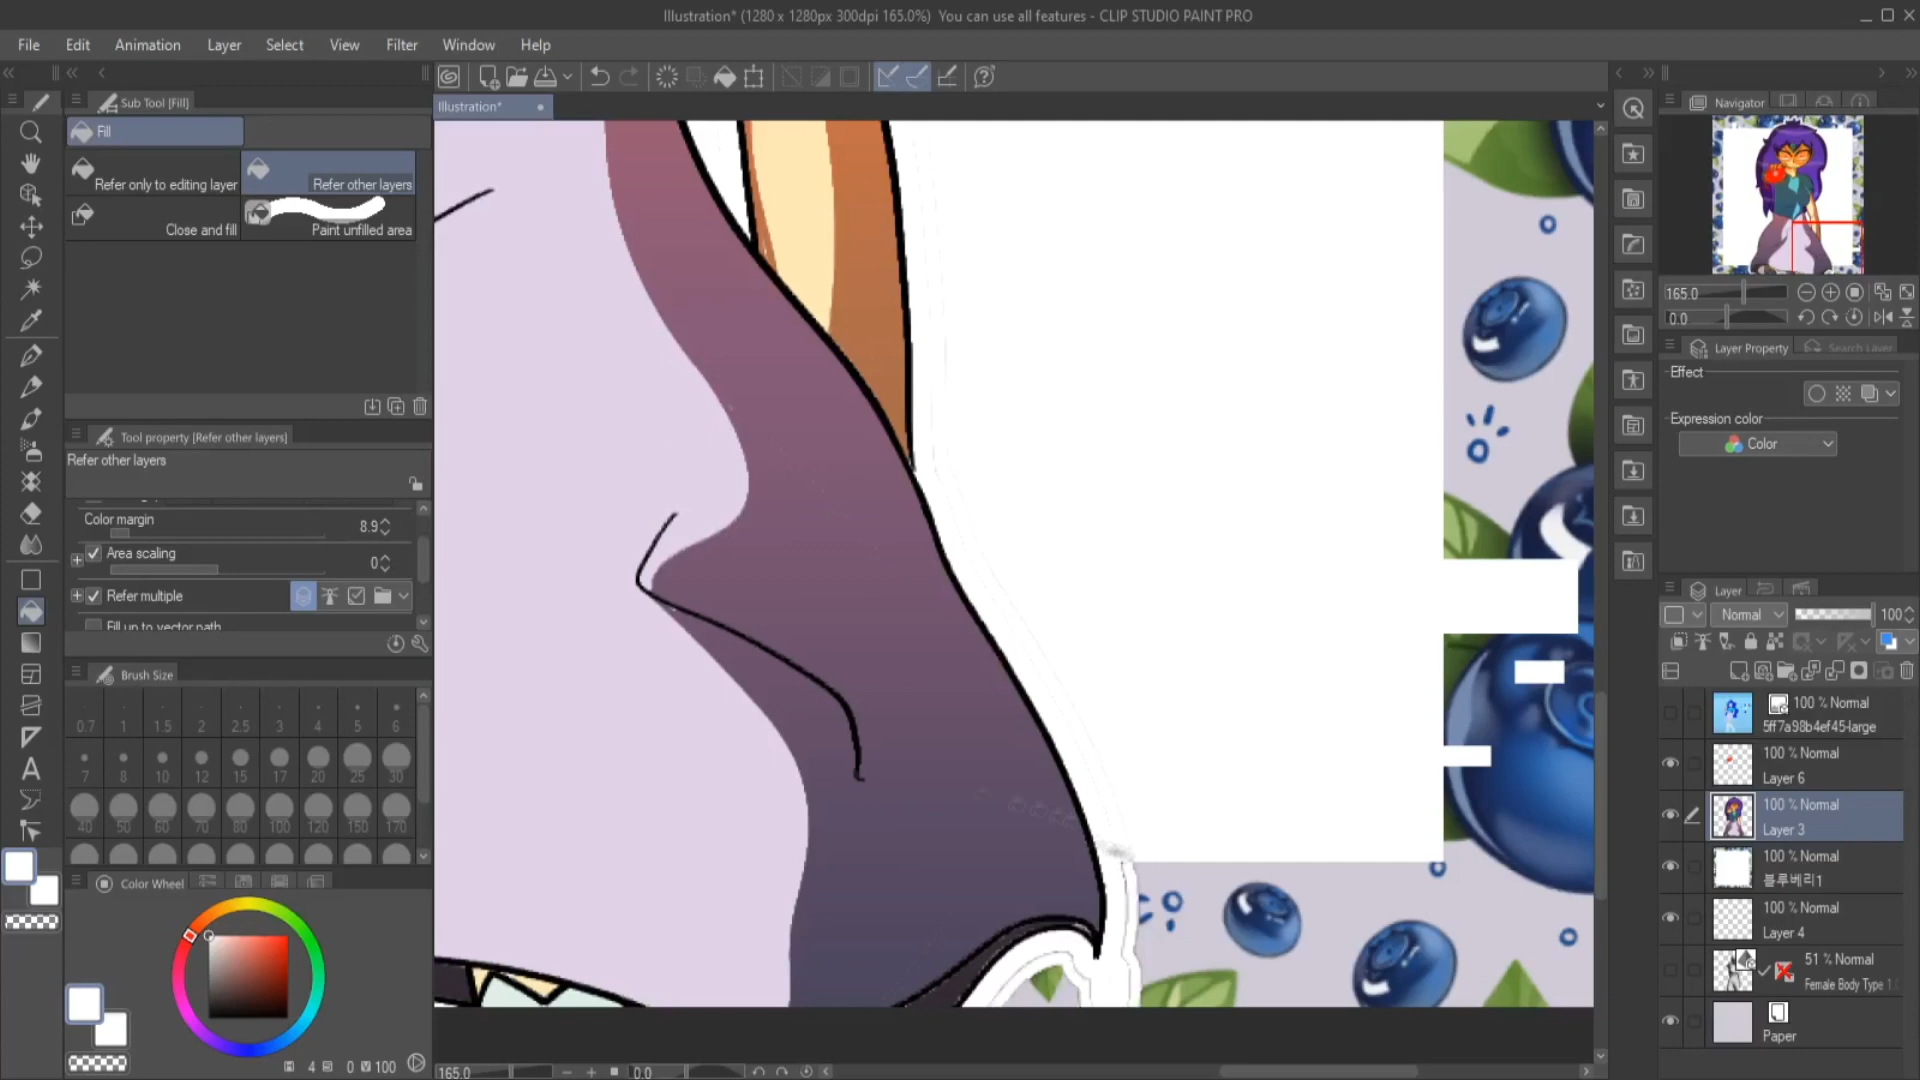 Illustration* (1280 x 1280px 300dpi 165.0%) You can use all features - CLIP STUDIO PAINT PRO
File Edit Animation Layer Select View Filter Window Help
Sub Tool [Fill]
Illustration*
Navigator
Fill
Refer only to editing layer
Refer other layers
Close and fill
Paint unfilled area
165.0
0.0
Layer Property
Search Layer
Effect
Expression color
Color
Tool property [Refer other layers]
Refer other layers
Color margin
8.9
Area scaling
0
Refer multiple
Fill up to vector path
Brush Size
0.7 1 1.5 2 2.5 3 4 5 6
7 8 10 12 15 17 20 25 30
40 50 60 70 80 100 120 150 170
Layer
Normal
100
100 % Normal
5ff7a98b4ef45-large
100 % Normal
Layer 6
100 % Normal
Layer 3
100 % Normal
블루베리1
100 % Normal
Layer 4
51 % Normal
Female Body Type 1
Paper
Color Wheel
4 0 100
165.0
0.0